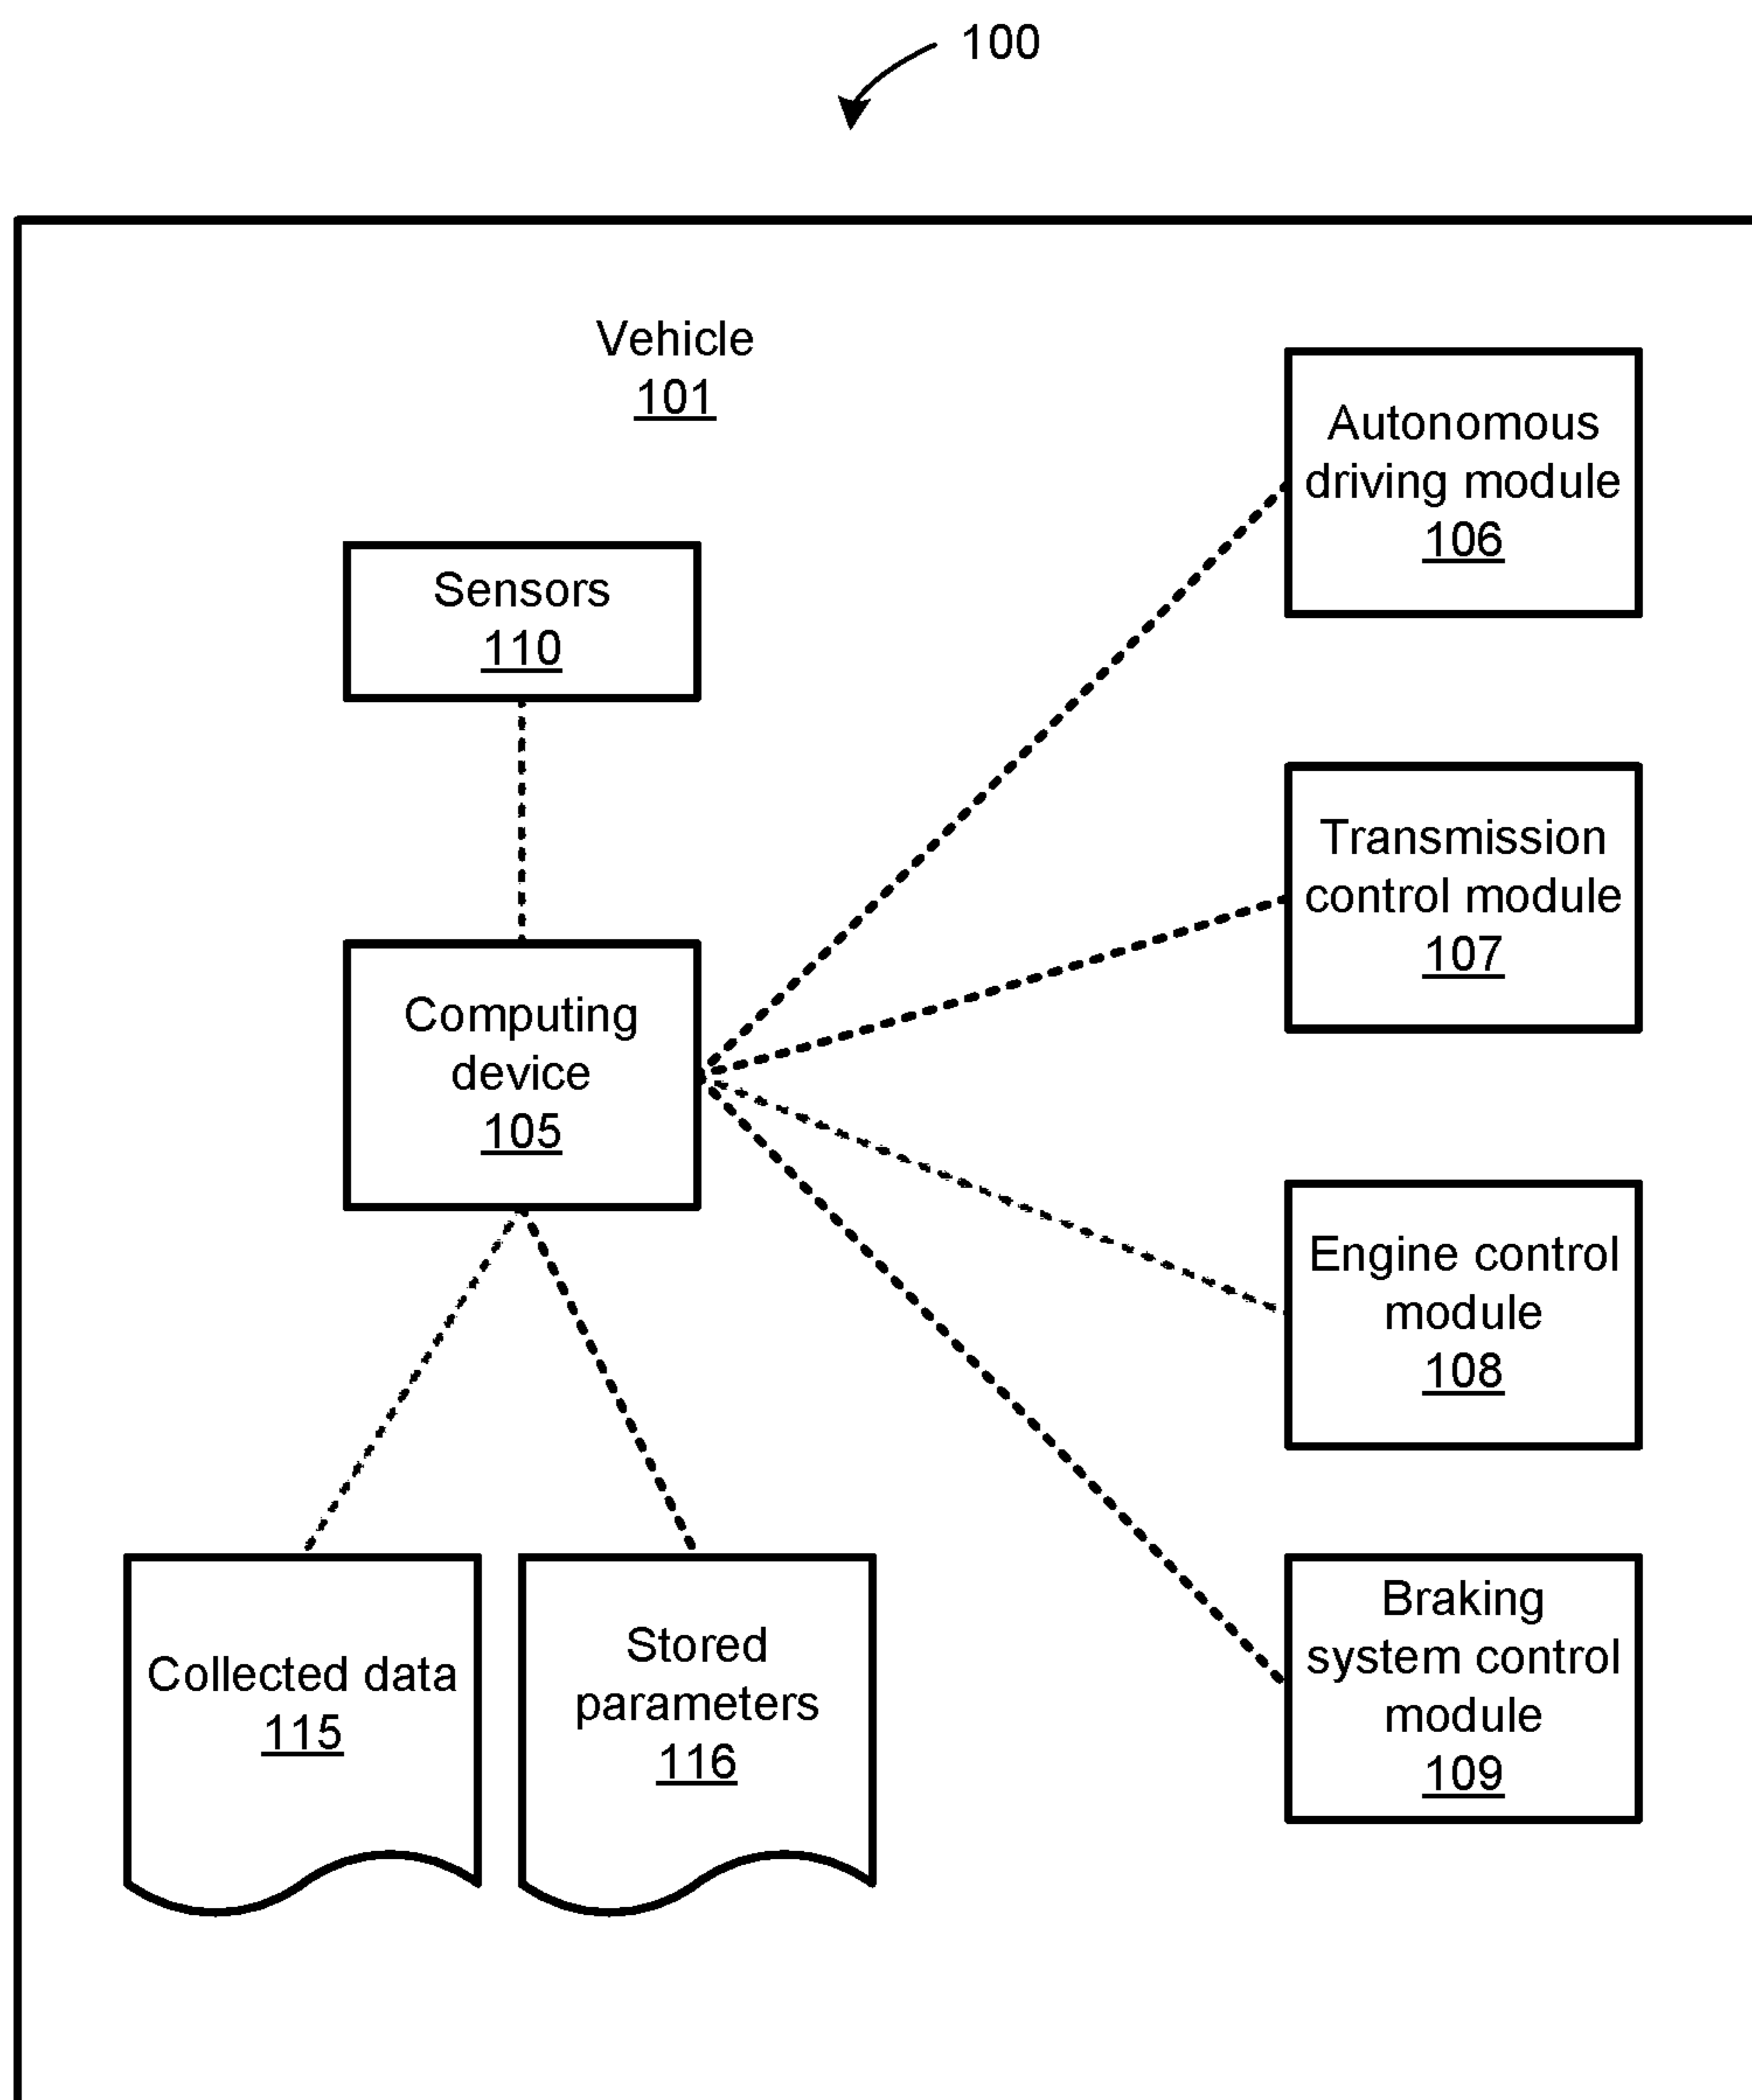 100
Vehicle
101
Autonomous
driving module
106
Sensors
110
Transmission
control module
107
Computing
device
105
Engine control
module
108
Collected data
115
Stored
parameters
116
Braking
system control
module
109